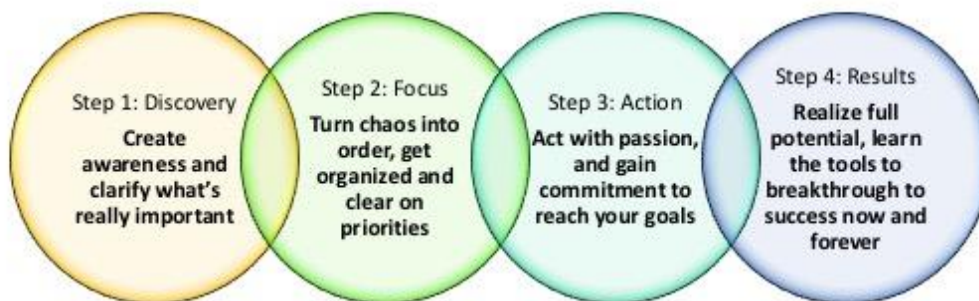 Step 1: Discovery
Create
awareness and
clarify what's
really important
Step 2: Focus
Turn chaos into
order, get
organized and
clear on
priorities
Step 3: Action
Act with passion,
and gain
commitment to
reach your goals
Step 4: Results
Realize full
potential, learn
the tools to
breakthrough to
success now and
forever